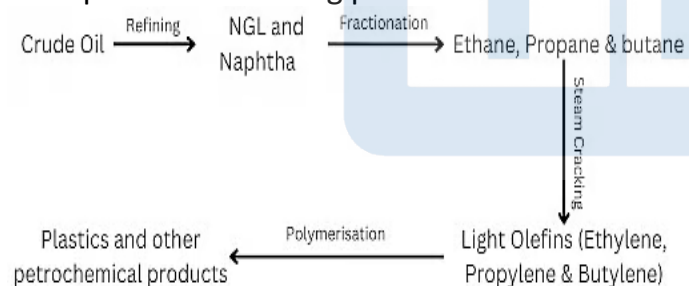 Refining
Crude Oil
NGL and
Naphtha
Fractionation
Ethane, Propane & butane
Steam Cracking
Light Olefins (Ethylene,
Propylene & Butylene)
Polymerisation
Plastics and other
petrochemical products